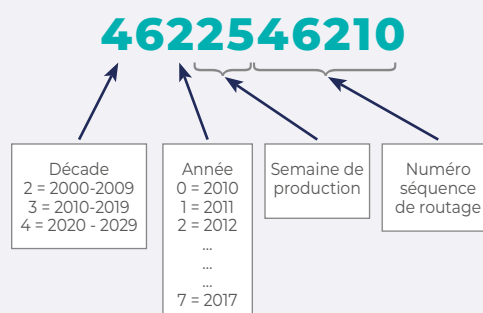 4622546210
Décade
2 = 2000-2009
3 = 2010-2019
4 = 2020 - 2029
Année
0 = 2010
1 = 2011
2 = 2012
...
...
...
7 = 2017
Semaine de
production
Numéro
séquence
de routage